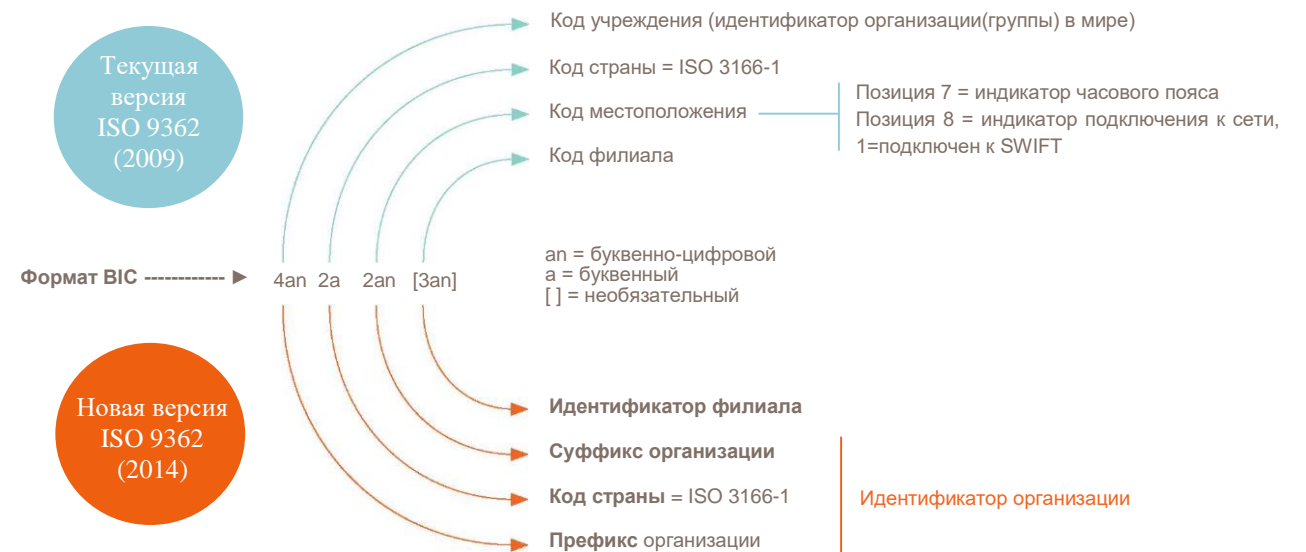 Текущая
версия
ISO 9362
(2009)
Код учреждения (идентификатор организации(группы) в мире)
Код страны = ISO 3166-1
Код местоположения
Позиция 7 = индикатор часового пояса
Позиция 8 = индикатор подключения к сети,
1=подключен к SWIFT
Код филиала
Формат BIC ------------ ►
4an 2a 2an [3an]
an = буквенно-цифровой
a = буквенный
[ ] = необязательный
Новая версия
ISO 9362
(2014)
Идентификатор филиала
Суффикс организации
Код страны = ISO 3166-1
Префикс организации
Идентификатор организации